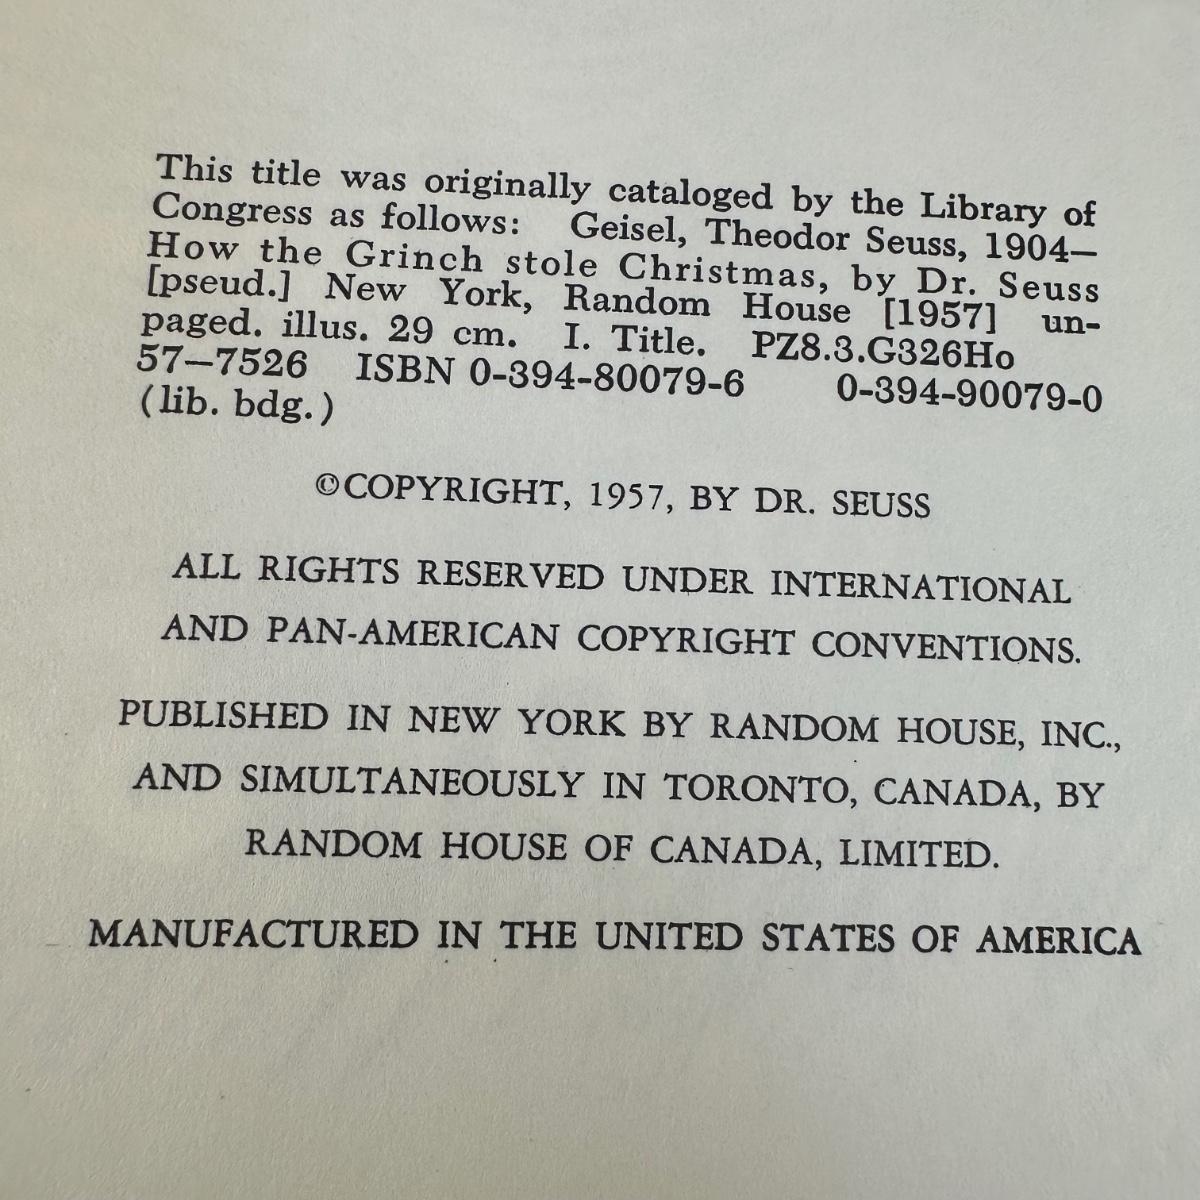 This title was originally cataloged by the Library of
Congress as follows: Geisel, Theodor Seuss, 1904—
How the Grinch stole Christmas, by Dr. Seuss
[pseud.] New York, Random House [1957] un-
paged. illus. 29 cm. I. Title. PZ8.3.G326Ho
57—7526 ISBN 0-394-80079-6 0-394-90079-0
(lib. bdg.)
©COPYRIGHT, 1957, BY DR. SEUSS
ALL RIGHTS RESERVED UNDER INTERNATIONAL
AND PAN-AMERICAN COPYRIGHT CONVENTIONS.
PUBLISHED IN NEW YORK BY RANDOM HOUSE, INC.,
AND SIMULTANEOUSLY IN TORONTO, CANADA, BY
RANDOM HOUSE OF CANADA, LIMITED.
MANUFACTURED IN THE UNITED STATES OF AMERICA